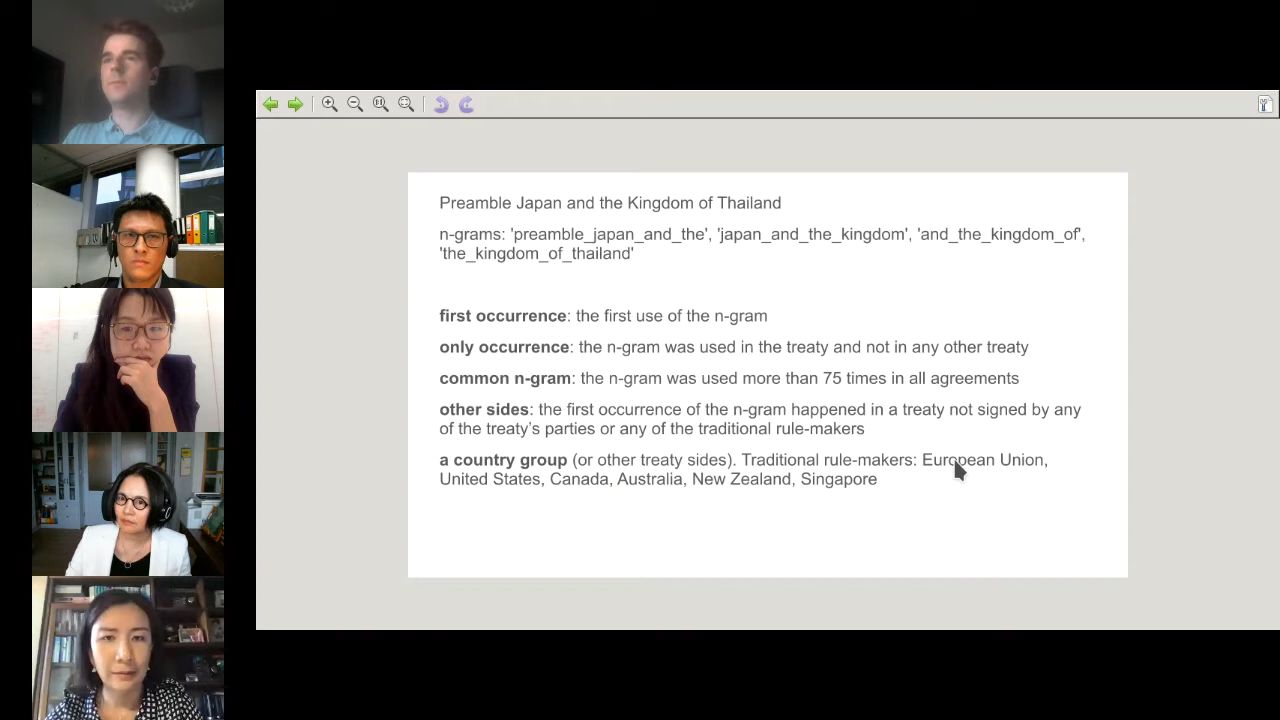 Preamble Japan and the Kingdom of Thailand
n-grams: 'preamble_japan_and_the', 'japan_and_the_kingdom', 'and_the_kingdom_of',
'the_kingdom_of_thailand'
first occurrence: the first use of the n-gram
only occurrence: the n-gram was used in the treaty and not in any other treaty
common n-gram: the n-gram was used more than 75 times in all agreements
other sides: the first occurrence of the n-gram happened in a treaty not signed by any
of the treaty's parties or any of the traditional rule-makers
a country group (or other treaty sides). Traditional rule-makers: European Union,
United States, Canada, Australia, New Zealand, Singapore